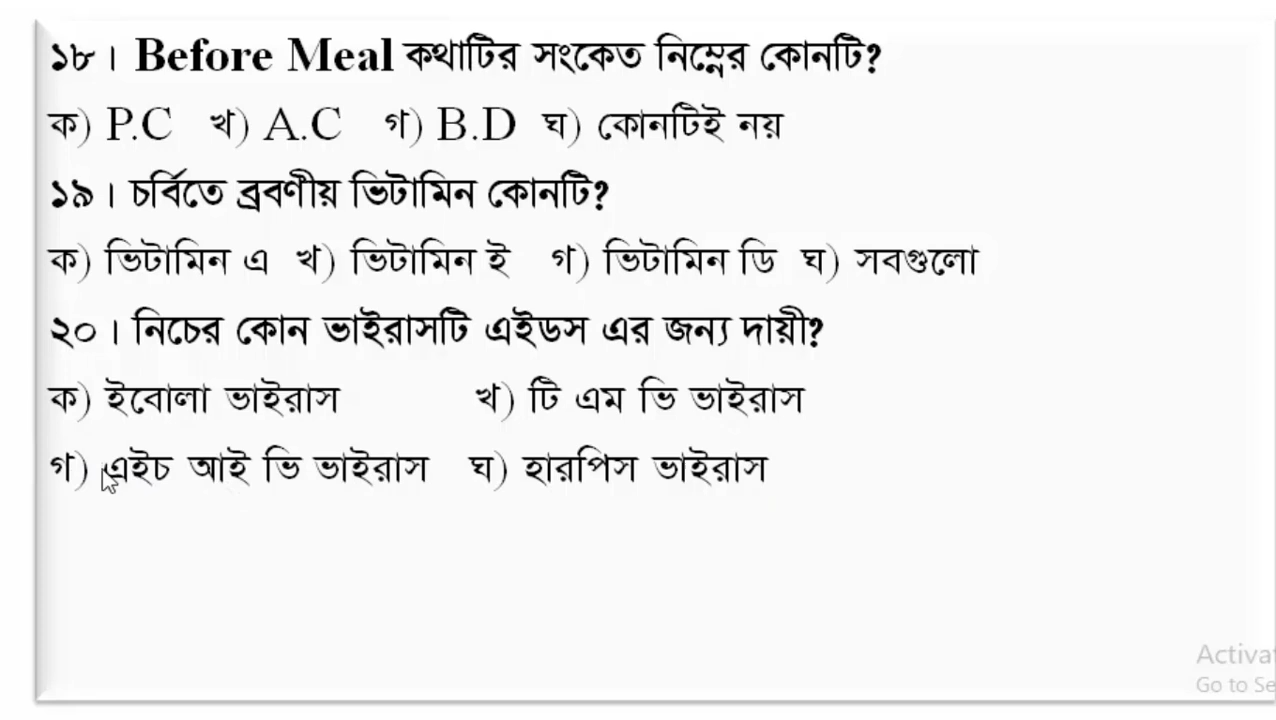 ১৮। Before Meal কথাটির সংকেত নিম্নের কোনটি?
ক) P.C খ) A.C গ) B.D ঘ) কোনটিই নয়
১৯। চর্বিতে ব্রবণীয় ভিটামিন কোনটি?
ক) ভিটামিন এ খ) ভিটামিন ই গ) ভিটামিন ডি ঘ) সবগুলো
২০। নিচের কোন ভাইরাসটি এইডস এর জন্য দায়ী?
ক) ইবোলা ভাইরাস খ) টি এম ভি ভাইরাস
গ) এইচ আই ভি ভাইরাস ঘ) হারপিস ভাইরাস
Activa
Go to Se